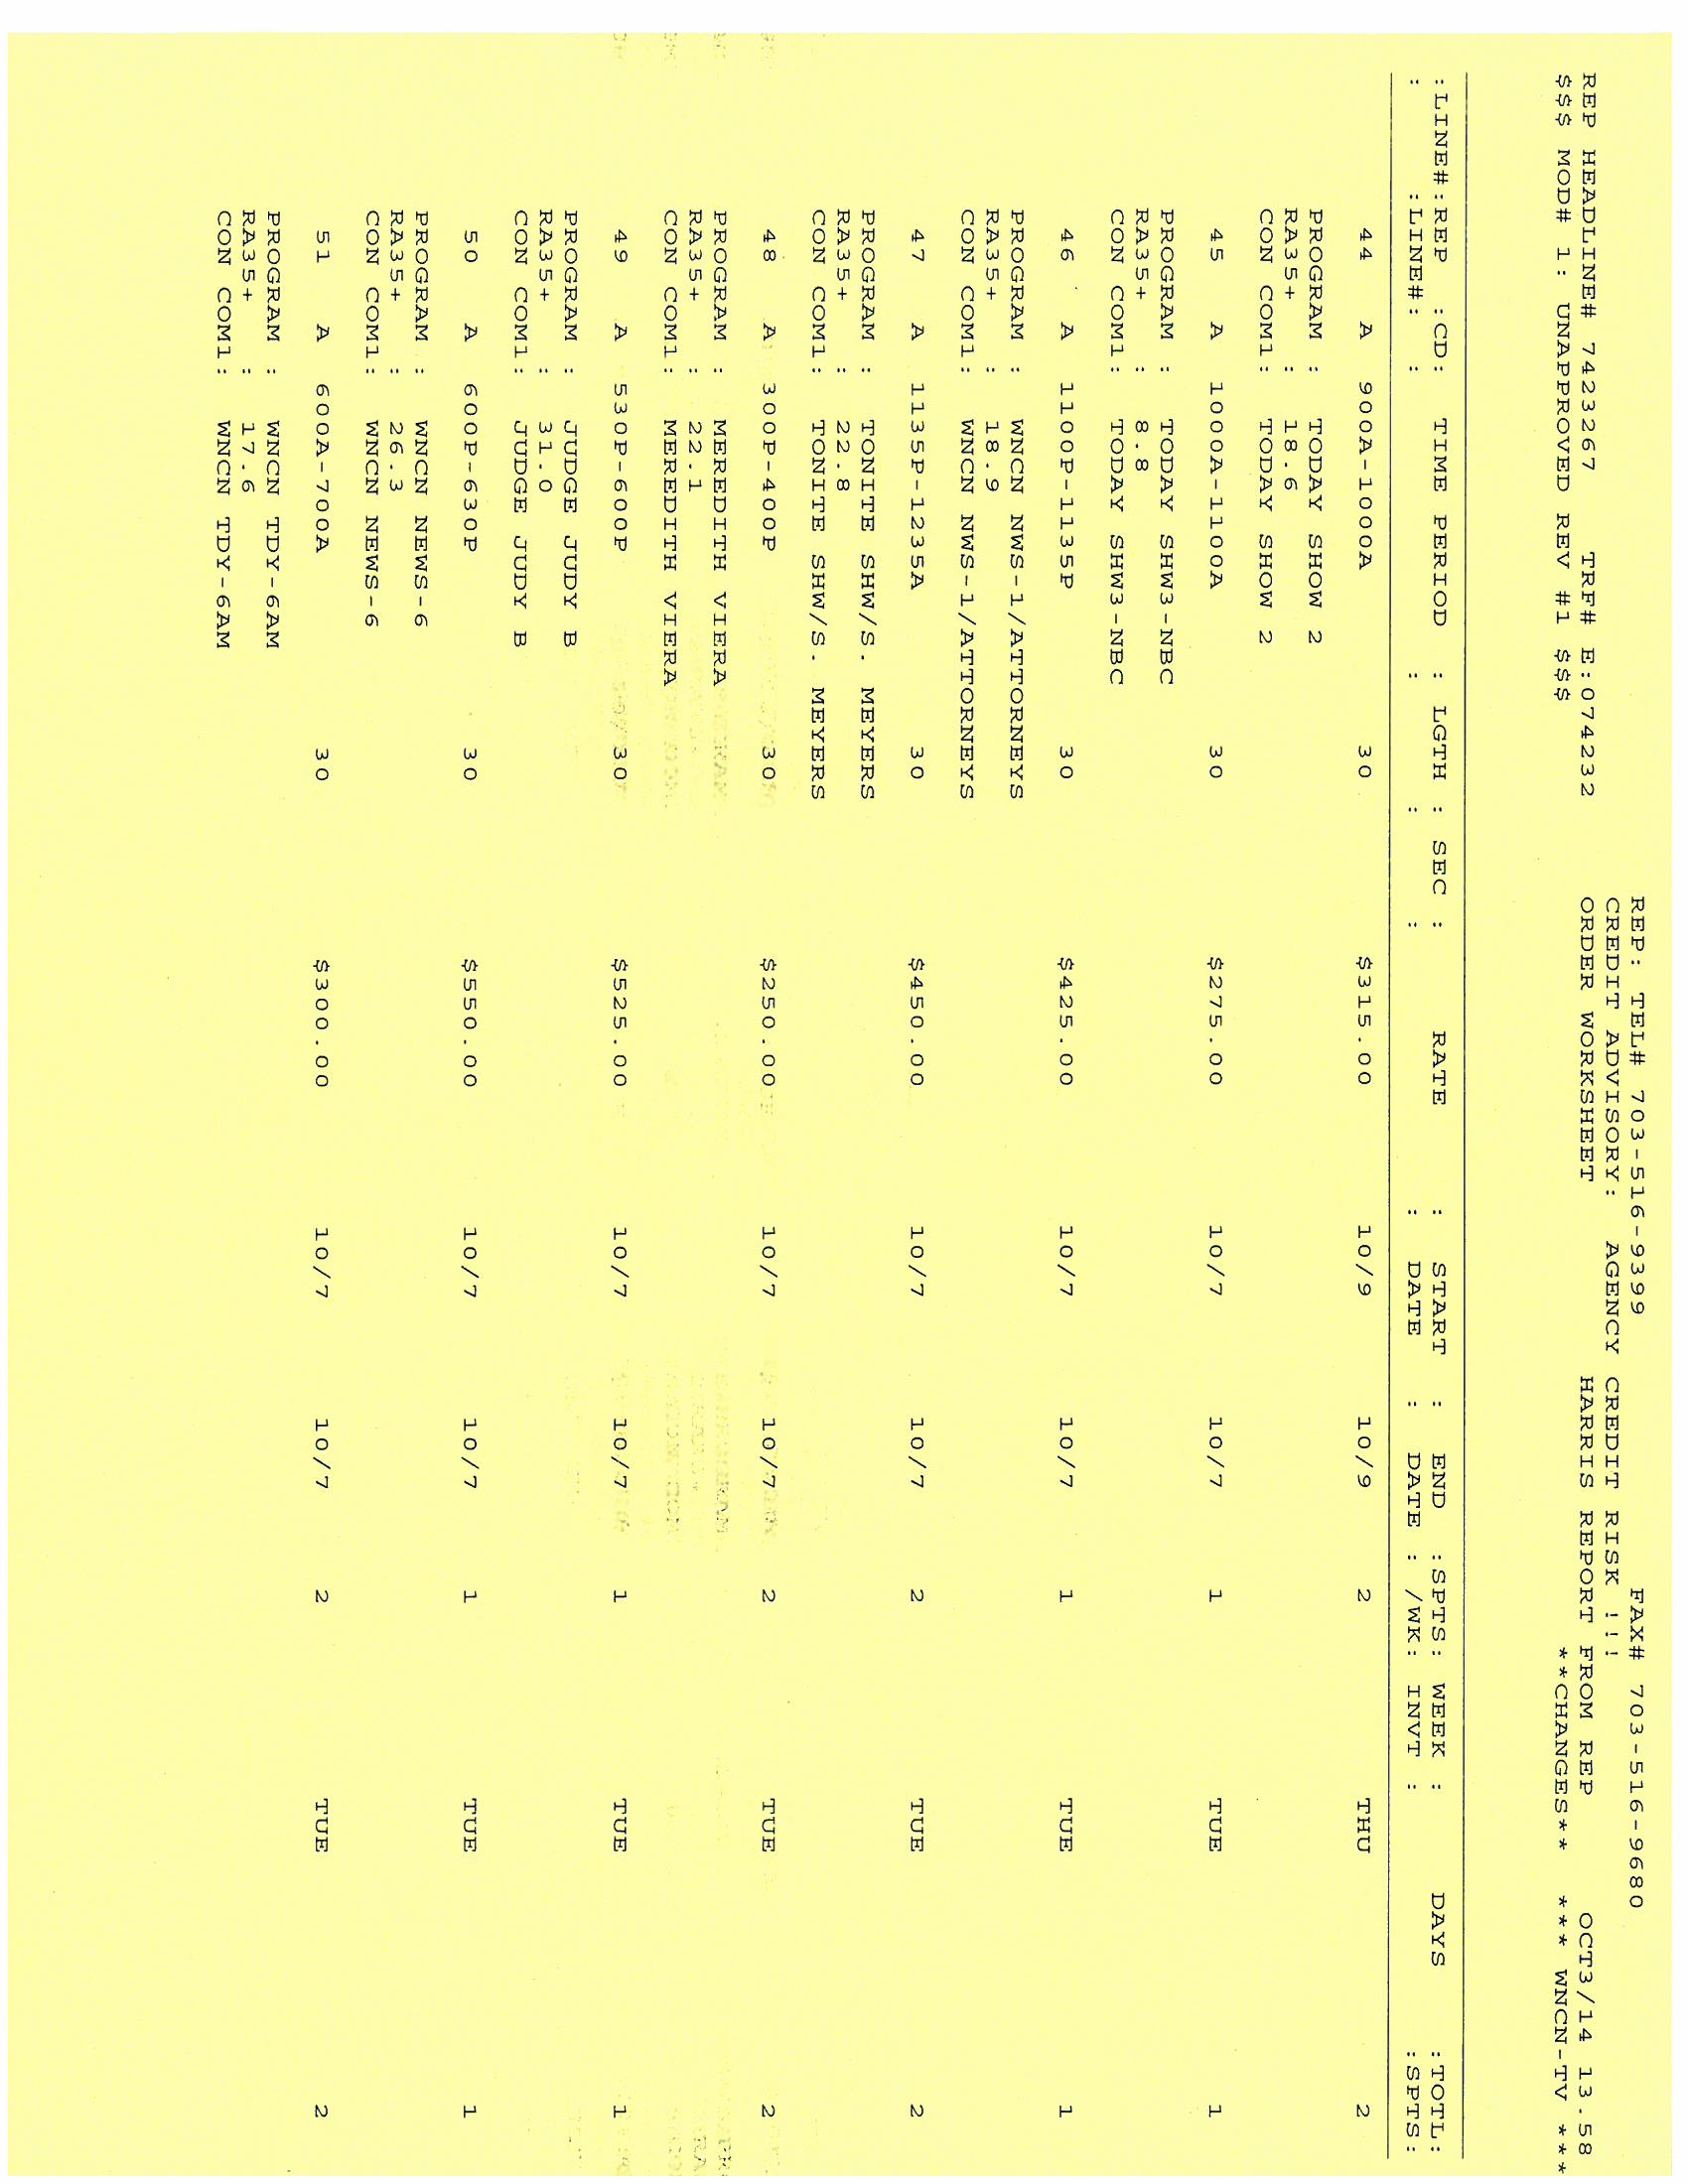 REP: TEL# 703-516-9399 FAX# 703-516-9680
CREDIT ADVISORY: AGENCY CREDIT RISK !!!
REP HEADLINE# 7423267 TRF# E:074232 ORDER WORKSHEET HARRIS REPORT FROM REP OCT3/14 13.58
$$$ MOD# 1: UNAPPROVED REV #1 $$$ **CHANGES** *** WNCN-TV ***
:LINE#:REP :CD: TIME PERIOD : LGTH : SEC : RATE : START : END :SPTS: WEEK : DAYS :TOTL:
: :LINE#: : : : : DATE : DATE : /WK: INVT : :SPTS:
44 A 900A-1000A 30 $315.00 10/9 10/9 2 THU 2
PROGRAM : TODAY SHOW 2
RA35+ : 18.6
CON COM1: TODAY SHOW 2
45 A 1000A-1100A 30 $275.00 10/7 10/7 1 TUE 1
PROGRAM : TODAY SHW3-NBC
RA35+ : 8.8
CON COM1: TODAY SHW3-NBC
46 A 1100P-1135P 30 $425.00 10/7 10/7 1 TUE 1
PROGRAM : WNCN NWS-1/ATTORNEYS
RA35+ : 18.9
CON COM1: WNCN NWS-1/ATTORNEYS
47 A 1135P-1235A 30 $450.00 10/7 10/7 2 TUE 2
PROGRAM : TONITE SHW/S. MEYERS
RA35+ : 22.8
CON COM1: TONITE SHW/S. MEYERS
48 A 300P-400P 30 $250.00 10/7 10/7 2 TUE 2
PROGRAM : MEREDITH VIERA
RA35+ : 22.1
CON COM1: MEREDITH VIERA
49 A 530P-600P 30 $525.00 10/7 10/7 1 TUE 1
PROGRAM : JUDGE JUDY B
RA35+ : 31.0
CON COM1: JUDGE JUDY B
50 A 600P-630P 30 $550.00 10/7 10/7 1 TUE 1
PROGRAM : WNCN NEWS-6
RA35+ : 26.3
CON COM1: WNCN NEWS-6
51 A 600A-700A 30 $300.00 10/7 10/7 2 TUE 2
PROGRAM : WNCN TDY-6AM
RA35+ : 17.6
CON COM1: WNCN TDY-6AM